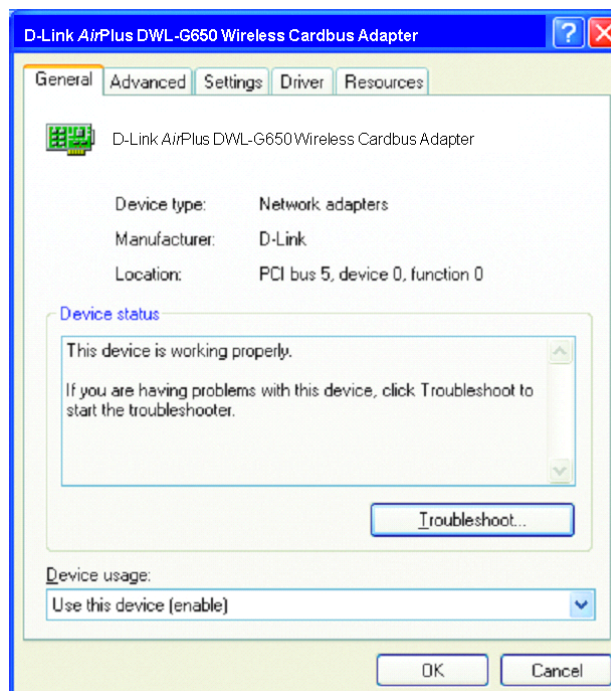 D-Link AirPlus DWL-G650 Wireless Cardbus Adapter
General Advanced Settings Driver Resources
D-Link AirPlus DWL-G650 Wireless Cardbus Adapter
Device type: Network adapters
Manufacturer: D-Link
Location: PCI bus 5, device 0, function 0
Device status
This device is working properly.
If you are having problems with this device, click Troubleshoot to
start the troubleshooter.
Troubleshoot...
Device usage:
Use this device (enable)
OK Cancel